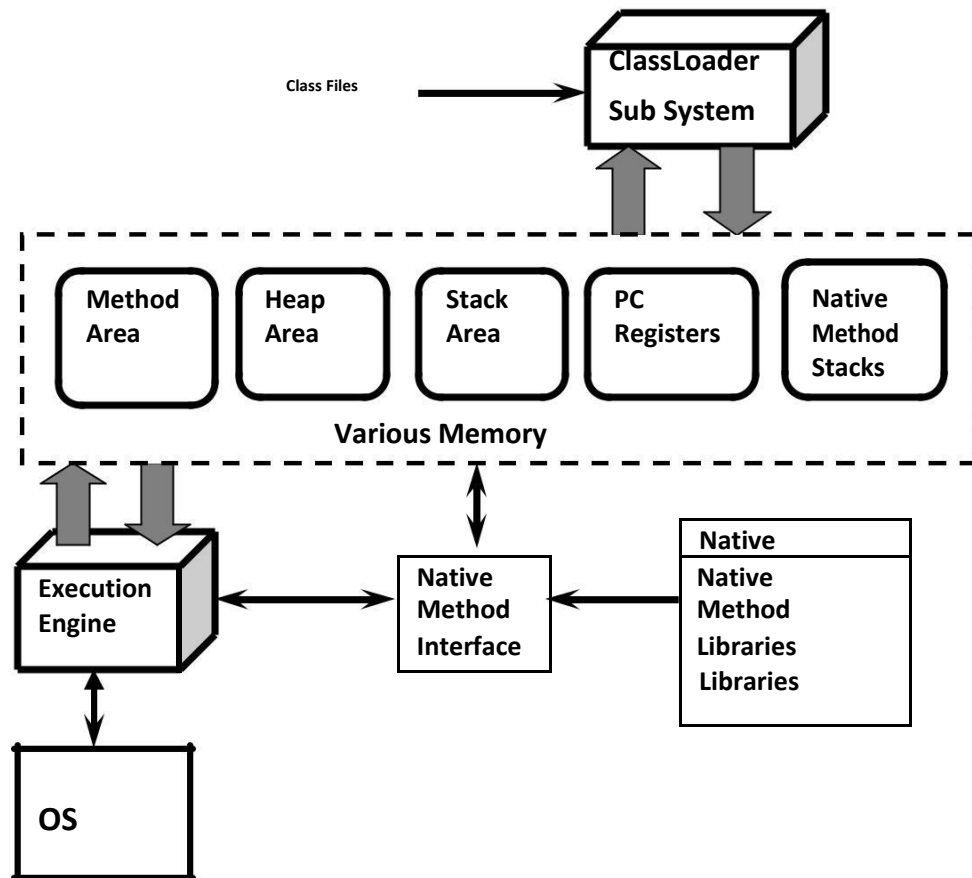 ClassLoader
Sub System
Class Files
Method
Area
Heap
Area
Stack
Area
PC
Registers
Native
Method
Stacks
Various Memory
Execution
Engine
Native
Method
Interface
Native
Native
Method
Libraries
Libraries
OS